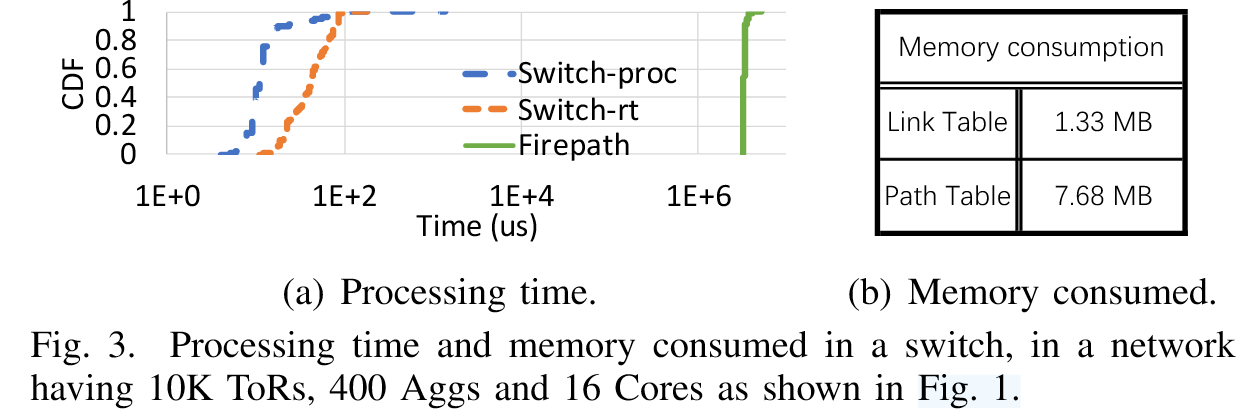 1
0.8
0.6
0.4
0.2
0
CDF
Switch-proc
Switch-rt
Firepath
1E+0 1E+2 1E+4 1E+6
Time (us)
Memory consumption
Link Table 1.33 MB
Path Table 7.68 MB
(a) Processing time.
(b) Memory consumed.
Fig. 3. Processing time and memory consumed in a switch, in a network
having 10K ToRs, 400 Aggs and 16 Cores as shown in Fig. 1.